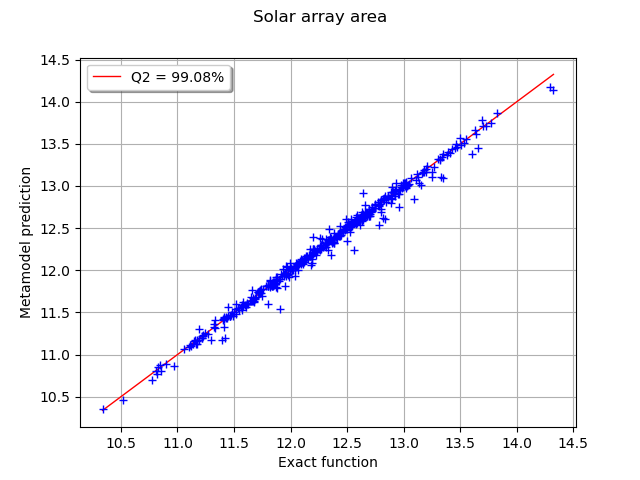 Solar array area
Q2 = 99.08%
Metamodel prediction
14.5
14.0
13.5
13.0
12.5
12.0
11.5
11.0
10.5
10.5 11.0 11.5 12.0 12.5 13.0 13.5 14.0 14.5
Exact function